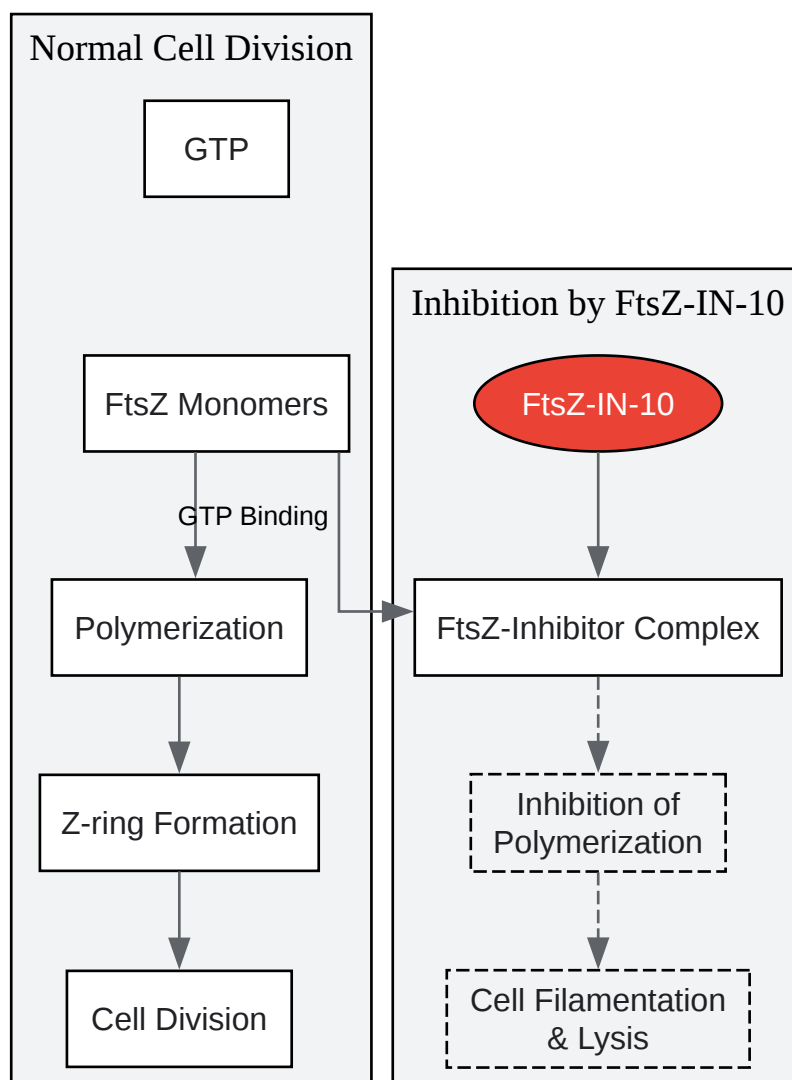 Normal Cell Division
GTP
FtsZ Monomers
GTP Binding
Polymerization
Z-ring Formation
Cell Division
Inhibition by FtsZ-IN-10
FtsZ-IN-10
FtsZ-Inhibitor Complex
Inhibition of
Polymerization
Cell Filamentation
& Lysis